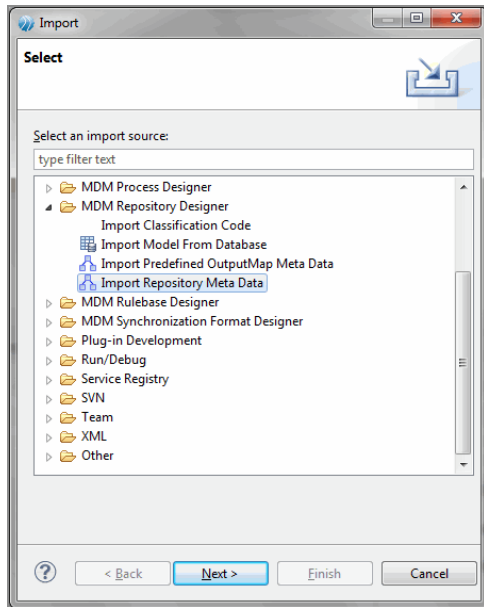 Import
Select
Select an import source:
type filter text
MDM Process Designer
MDM Repository Designer
Import Classification Code
Import Model From Database
Import Predefined OutputMap Meta Data
Import Repository Meta Data
MDM Rulebase Designer
MDM Synchronization Format Designer
Plug-in Development
Run/Debug
Service Registry
SVN
Team
XML
Other
? < Back Next > Finish Cancel